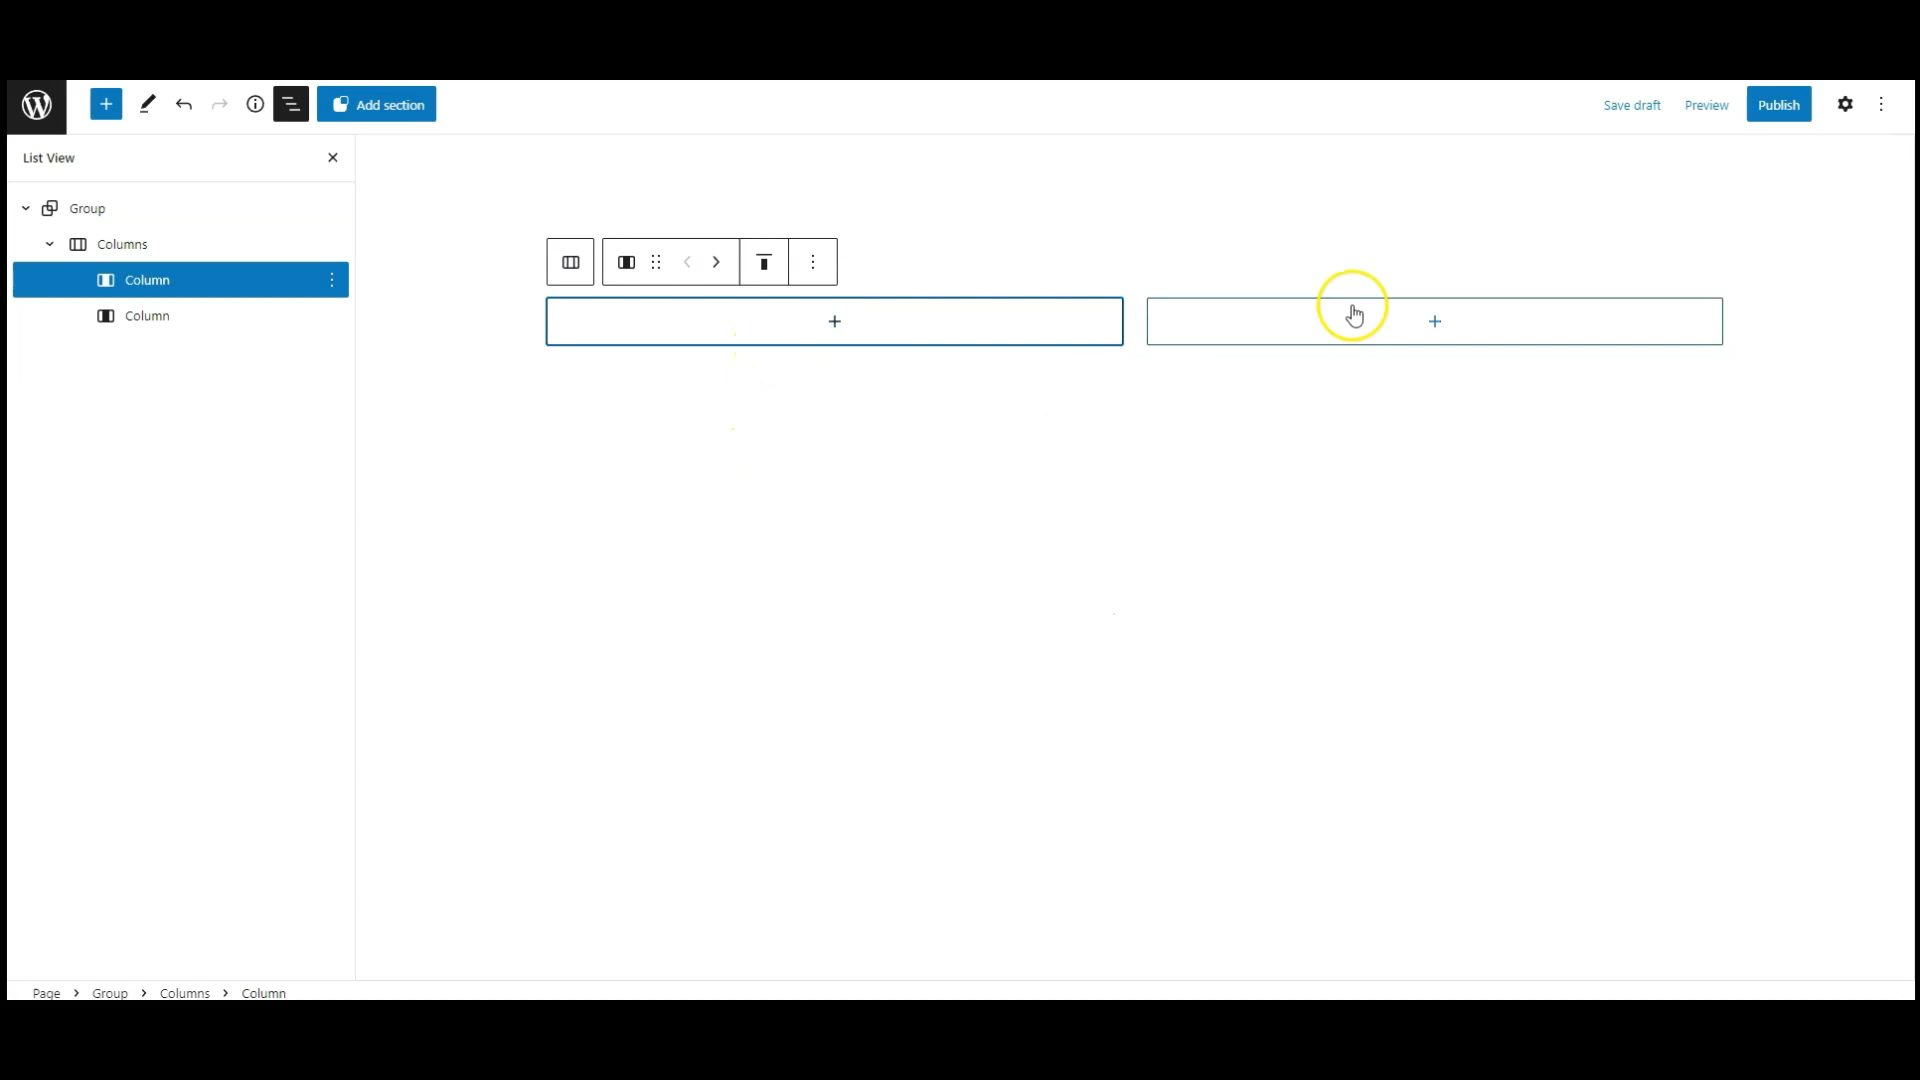 Add section
Save draft
Preview
Publish
List View
Group
Columns
Column
Column
Page > Group > Columns > Column